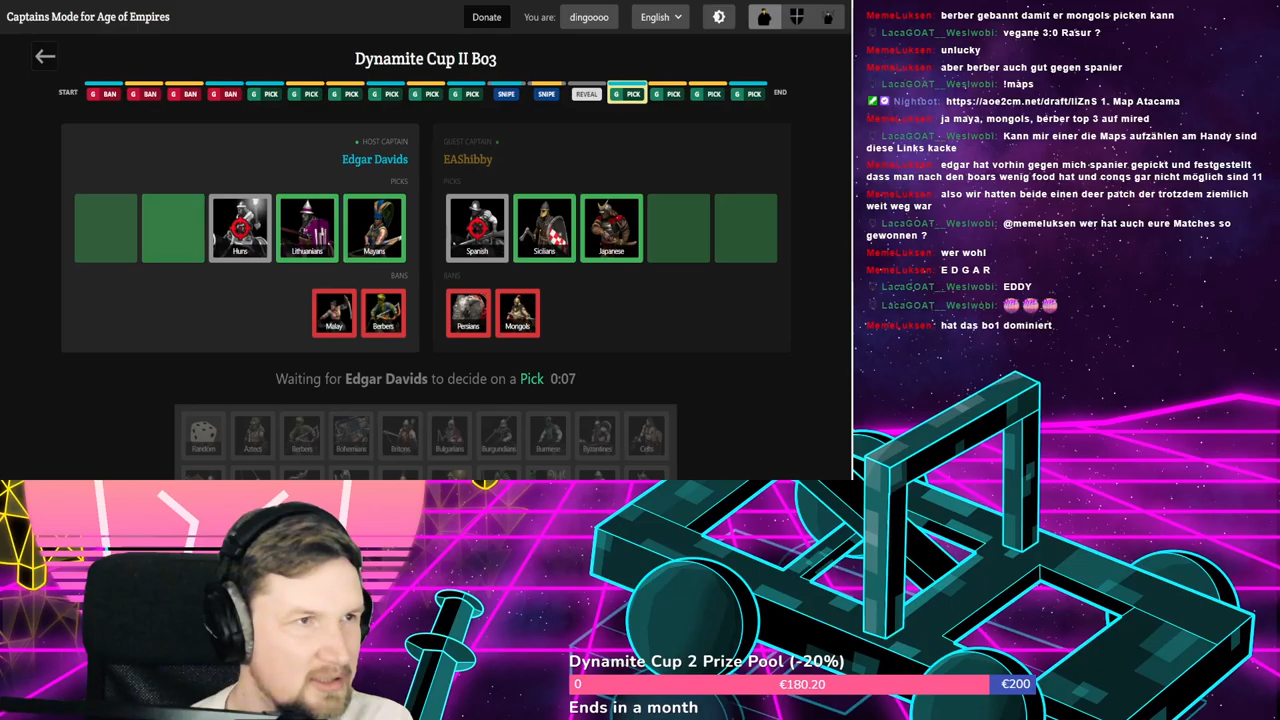 Captains Mode for Age of Empires
Donate
You are:
dingoooo
English
Dynamite Cup II Bo3
START
G BAN
G BAN
G BAN
G BAN
G PICK
G PICK
G PICK
G PICK
G PICK
G PICK
SNIPE
SNIPE
REVEAL
G PICK
G PICK
G PICK
G PICK
END
HOST CAPTAIN
Edgar Davids
PICKS
Huns
Lithuanians
Mayans
BANS
Malay
Berbers
GUEST CAPTAIN
EAShibby
PICKS
Spanish
Sicilians
Japanese
BANS
Persians
Mongols
Waiting for Edgar Davids to decide on a Pick 0:07
Random
Aztecs
Berbers
Bohemians
Britons
Bulgarians
Burgundians
Burmese
Byzantines
Celts
MemeLuksen: berber gebannt damit er mongols picken kann
LacaGOAT__Weslwobi: vegane 3:0 Rasur ?
MemeLuksen: unlucky
MemeLuksen: aber berber auch gut gegen spanier
LacaGOAT__Weslwobi: !maps
Nightbot: https://aoe2cm.net/draft/IIZnS 1. Map Atacama
MemeLuksen: ja maya, mongols, berber top 3 auf mired
LacaGOAT__Weslwobi: Kann mir einer die Maps aufzählen am Handy sind
diese Links kacke
MemeLuksen: edgar hat vorhin gegen mich spanier gepickt und festgestellt
dass man nach den boars wenig food hat und conqs gar nicht möglich sind 11
MemeLuksen: also wir hatten beide einen deer patch der trotzdem ziemlich
weit weg war
LacaGOAT__Weslwobi: @memeluksen wer hat auch eure Matches so
gewonnen ?
MemeLuksen: wer wohl
MemeLuksen: E D G A R
LacaGOAT__Weslwobi: EDDY
LacaGOAT__Weslwobi:
MemeLuksen: hat das bo1 dominiert
Dynamite Cup 2 Prize Pool (-20%)
0
€180.20
€200
Ends in a month